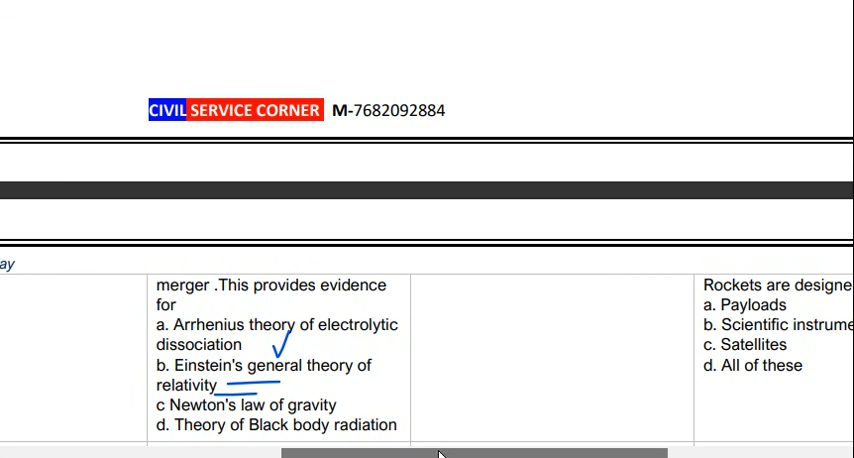 CIVIL SERVICE CORNER M-7682092884
ay
merger .This provides evidence
for
a. Arrhenius theory of electrolytic
dissociation
b. Einstein's general theory of
relativity
c Newton's law of gravity
d. Theory of Black body radiation
Rockets are designe
a. Payloads
b. Scientific instrume
c. Satellites
d. All of these